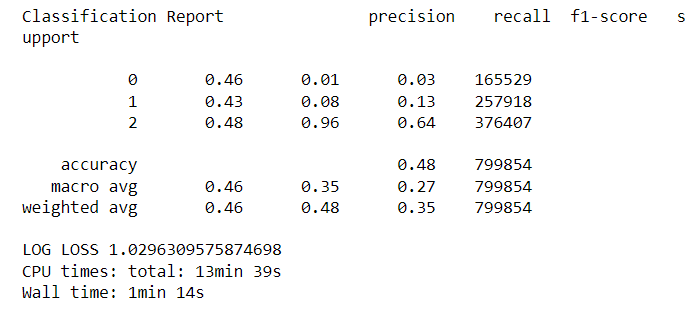 Classification Report precision recall f1-score s
upport
0 0.46 0.01 0.03 165529
1 0.43 0.08 0.13 257918
2 0.48 0.96 0.64 376407
accuracy 0.48 799854
macro avg 0.46 0.35 0.27 799854
weighted avg 0.46 0.48 0.35 799854
LOG LOSS 1.0296309575874698
CPU times: total: 13min 39s
Wall time: 1min 14s